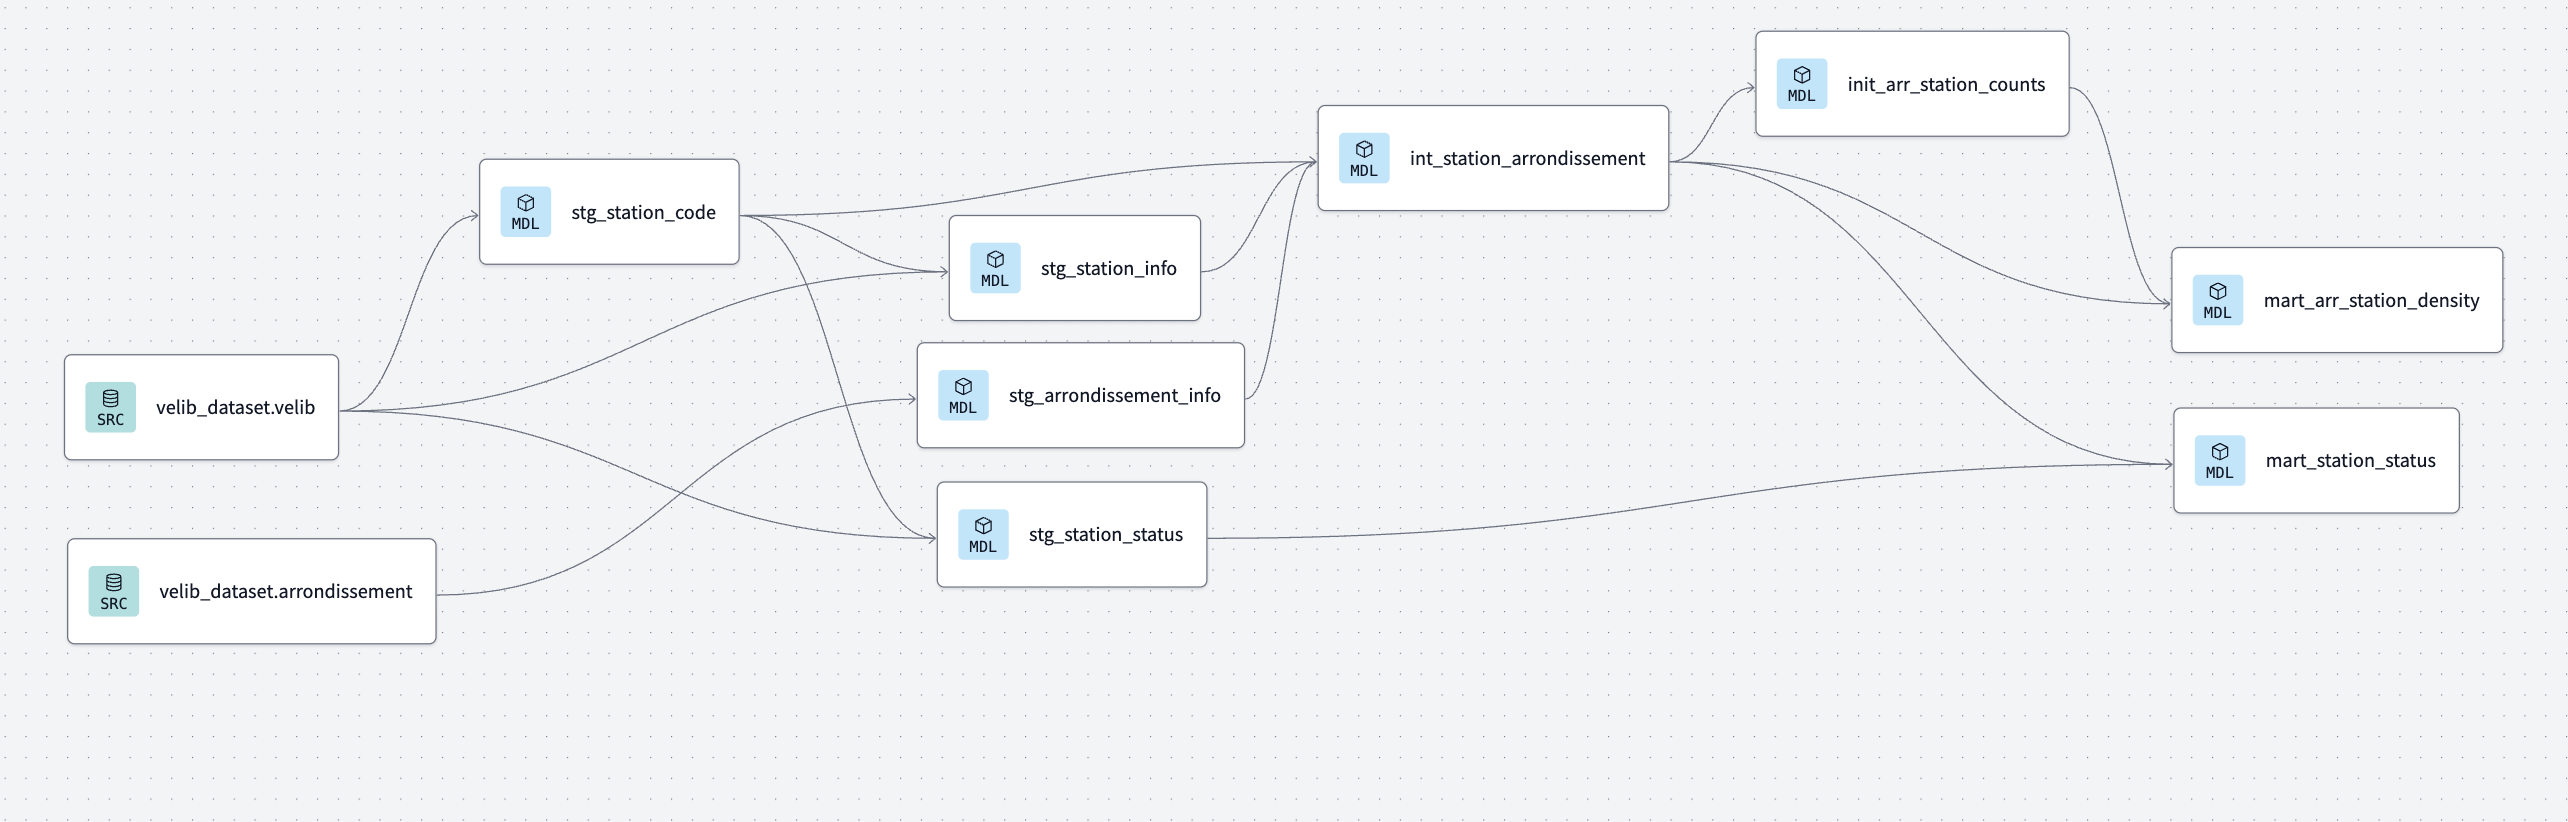 MDL
init_arr_station_counts
MDL
int_station_arrondissement
MDL
stg_station_code
MDL
stg_station_info
MDL
mart_arr_station_density
SRC
velib_dataset.velib
MDL
stg_arrondissement_info
MDL
mart_station_status
MDL
stg_station_status
SRC
velib_dataset.arrondissement